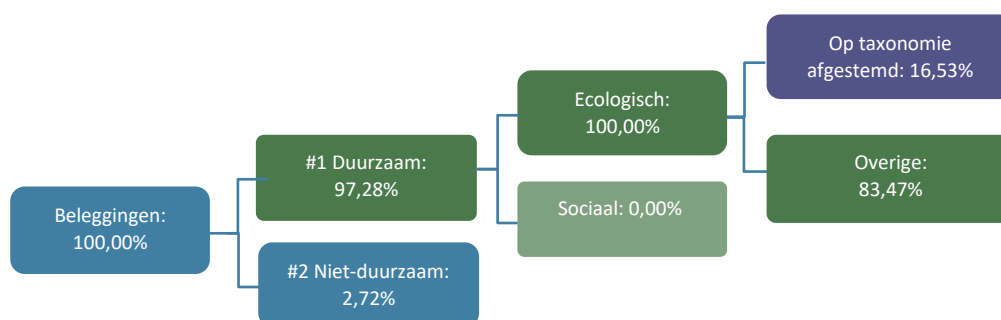 Beleggingen:
100,00%
#1 Duurzaam:
97,28%
#2 Niet-duurzaam:
2,72%
Ecologisch:
100,00%
Sociaal: 0,00%
Op taxonomie
afgestemd: 16,53%
Overige:
83,47%